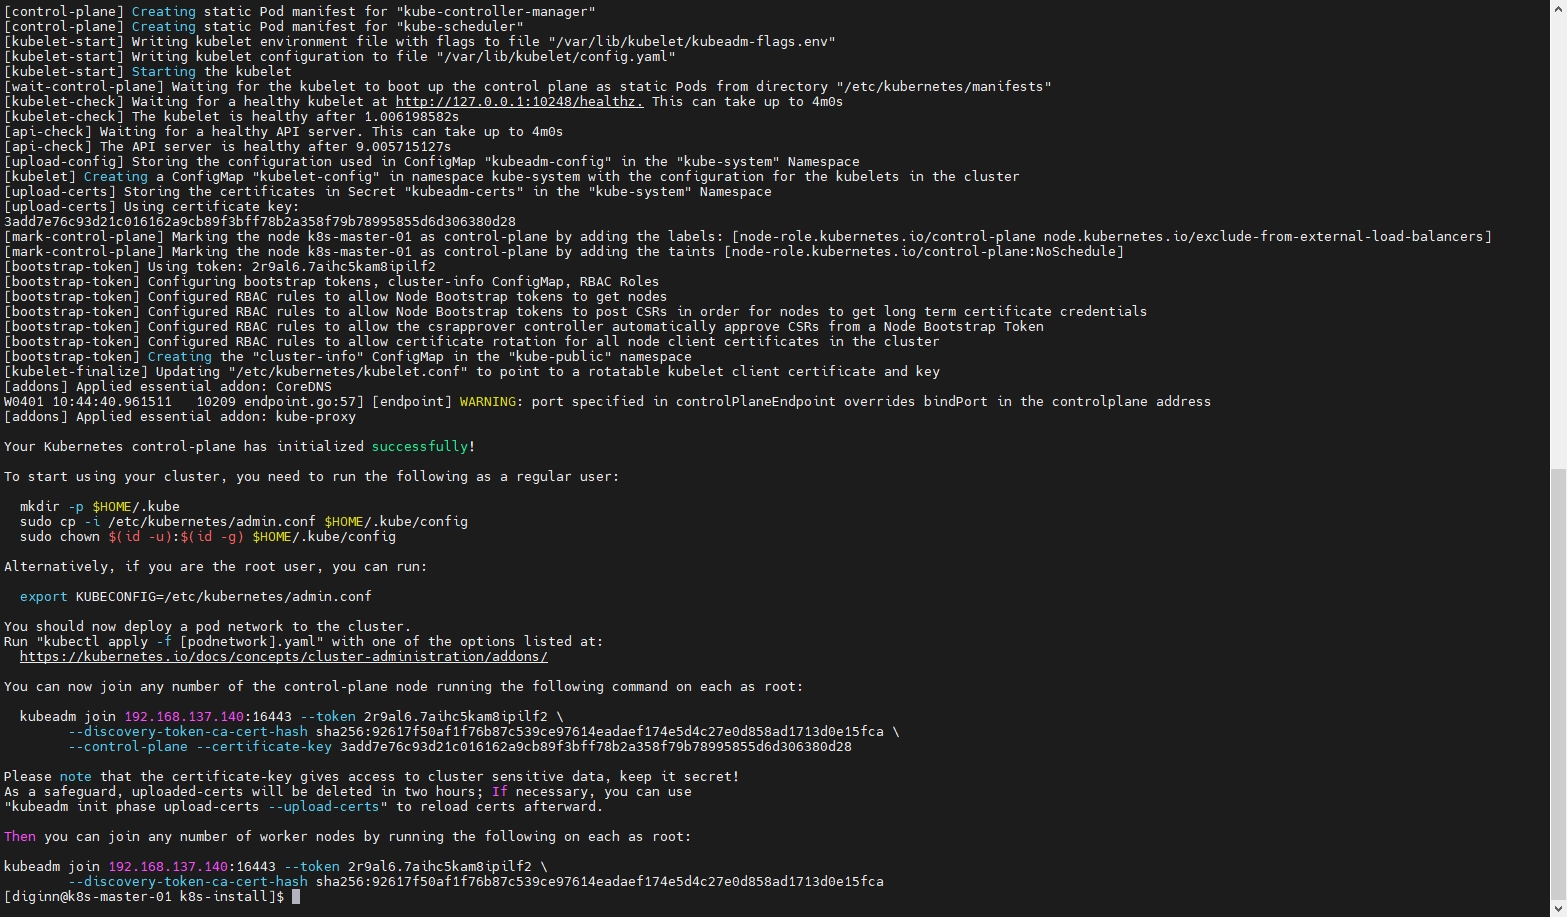 [control-plane] Creating static Pod manifest for "kube-controller-manager"
[control-plane] Creating static Pod manifest for "kube-scheduler"
[kubelet-start] Writing kubelet environment file with flags to file "/var/lib/kubelet/kubeadm-flags.env"
[kubelet-start] Writing kubelet configuration to file "/var/lib/kubelet/config.yaml"
[kubelet-start] Starting the kubelet
[wait-control-plane] Waiting for the kubelet to boot up the control plane as static Pods from directory "/etc/kubernetes/manifests"
[kubelet-check] Waiting for a healthy kubelet at http://127.0.0.1:10248/healthz. This can take up to 4m0s
[kubelet-check] The kubelet is healthy after 1.006198582s
[api-check] Waiting for a healthy API server. This can take up to 4m0s
[api-check] The API server is healthy after 9.005715127s
[upload-config] Storing the configuration used in ConfigMap "kubeadm-config" in the "kube-system" Namespace
[kubelet] Creating a ConfigMap "kubelet-config" in namespace kube-system with the configuration for the kubelets in the cluster
[upload-certs] Storing the certificates in Secret "kubeadm-certs" in the "kube-system" Namespace
[upload-certs] Using certificate key:
3add7e76c93d21c016162a9cb89f3bff78b2a358f79b78995855d6d306380d28
[mark-control-plane] Marking the node k8s-master-01 as control-plane by adding the labels: [node-role.kubernetes.io/control-plane node.kubernetes.io/exclude-from-external-load-balancers]
[mark-control-plane] Marking the node k8s-master-01 as control-plane by adding the taints [node-role.kubernetes.io/control-plane:NoSchedule]
[bootstrap-token] Using token: 2r9al6.7aihc5kam8ipilf2
[bootstrap-token] Configuring bootstrap tokens, cluster-info ConfigMap, RBAC Roles
[bootstrap-token] Configured RBAC rules to allow Node Bootstrap tokens to get nodes
[bootstrap-token] Configured RBAC rules to allow Node Bootstrap tokens to post CSRs in order for nodes to get long term certificate credentials
[bootstrap-token] Configured RBAC rules to allow the csrapprover controller automatically approve CSRs from a Node Bootstrap Token
[bootstrap-token] Configured RBAC rules to allow certificate rotation for all node client certificates in the cluster
[bootstrap-token] Creating the "cluster-info" ConfigMap in the "kube-public" namespace
[kubelet-finalize] Updating "/etc/kubernetes/kubelet.conf" to point to a rotatable kubelet client certificate and key
[addons] Applied essential addon: CoreDNS
W0401 10:44:40.961511   10209 endpoint.go:57] [endpoint] WARNING: port specified in controlPlaneEndpoint overrides bindPort in the controlplane address
[addons] Applied essential addon: kube-proxy
Your Kubernetes control-plane has initialized successfully!
To start using your cluster, you need to run the following as a regular user:
mkdir -p $HOME/.kube
sudo cp -i /etc/kubernetes/admin.conf $HOME/.kube/config
sudo chown $(id -u):$(id -g) $HOME/.kube/config
Alternatively, if you are the root user, you can run:
export KUBECONFIG=/etc/kubernetes/admin.conf
You should now deploy a pod network to the cluster.
Run "kubectl apply -f [podnetwork].yaml" with one of the options listed at:
https://kubernetes.io/docs/concepts/cluster-administration/addons/
You can now join any number of the control-plane node running the following command on each as root:
kubeadm join 192.168.137.140:16443 --token 2r9al6.7aihc5kam8ipilf2 \
--discovery-token-ca-cert-hash sha256:92617f50af1f76b87c539ce97614eadaef174e5d4c27e0d858ad1713d0e15fca \
--control-plane --certificate-key 3add7e76c93d21c016162a9cb89f3bff78b2a358f79b78995855d6d306380d28
Please note that the certificate-key gives access to cluster sensitive data, keep it secret!
As a safeguard, uploaded-certs will be deleted in two hours; If necessary, you can use
"kubeadm init phase upload-certs --upload-certs" to reload certs afterward.
Then you can join any number of worker nodes by running the following on each as root:
kubeadm join 192.168.137.140:16443 --token 2r9al6.7aihc5kam8ipilf2 \
--discovery-token-ca-cert-hash sha256:92617f50af1f76b87c539ce97614eadaef174e5d4c27e0d858ad1713d0e15fca
[diginn@k8s-master-01 k8s-install]$